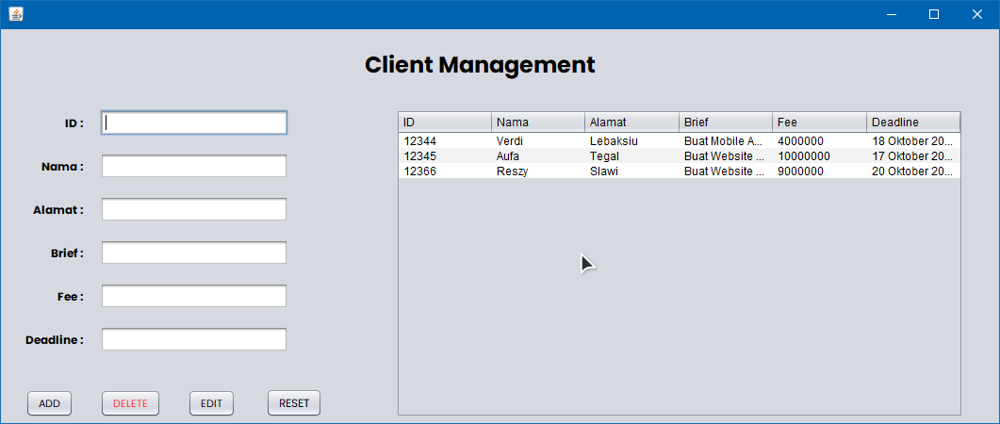 Client Management
ID :
Nama :
Alamat :
Brief :
Fee :
Deadline :
ADD DELETE EDIT RESET
ID Nama Alamat Brief Fee Deadline
12344 Verdi Lebaksiu Buat Mobile A... 4000000 18 Oktober 20...
12345 Aufa Tegal Buat Website ... 10000000 17 Oktober 20...
12366 Reszy Slawi Buat Website ... 9000000 20 Oktober 20...